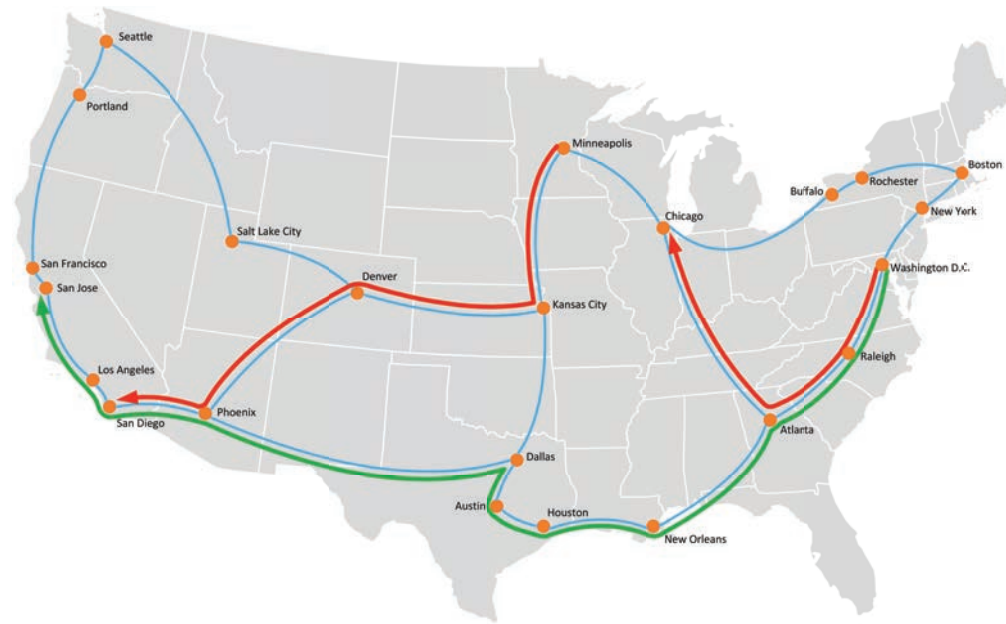 Seattle
Portland
Minneapolis
Boston
Rochester
Buffalo
New York
Chicago
Salt Lake City
San Francisco
Denver
Washington D.C.
San Jose
Kansas City
Raleigh
Los Angeles
Phoenix
San Diego
Atlanta
Dallas
Austin
Houston
New Orleans